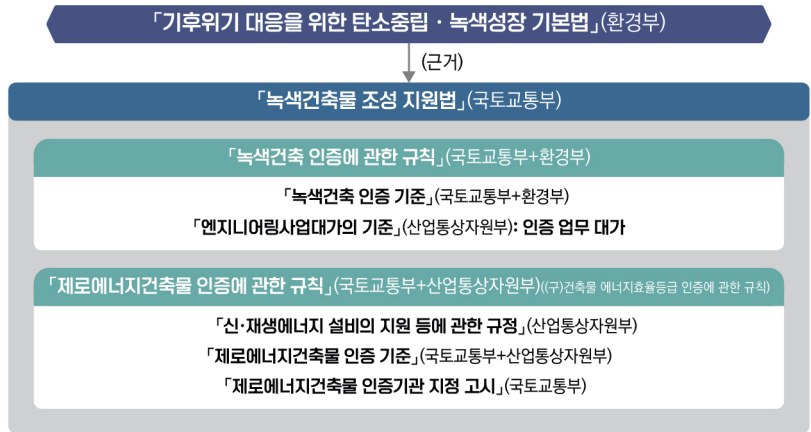 「기후위기 대응을 위한 탄소중립 · 녹색성장 기본법」(환경부)
(근거)
「녹색건축물 조성 지원법」(국토교통부)
「녹색건축 인증에 관한 규칙」(국토교통부+환경부)
「녹색건축 인증 기준」(국토교통부+환경부)
「엔지니어링사업대가의 기준」(산업통상자원부): 인증 업무 대가
「제로에너지건축물 인증에 관한 규칙」(국토교통부+산업통상자원부)((구)건축물 에너지효율등급 인증에 관한 규칙)
「신·재생에너지 설비의 지원 등에 관한 규정」(산업통상자원부)
「제로에너지건축물 인증 기준」(국토교통부+산업통상자원부)
「제로에너지건축물 인증기관 지정 고시」(국토교통부)